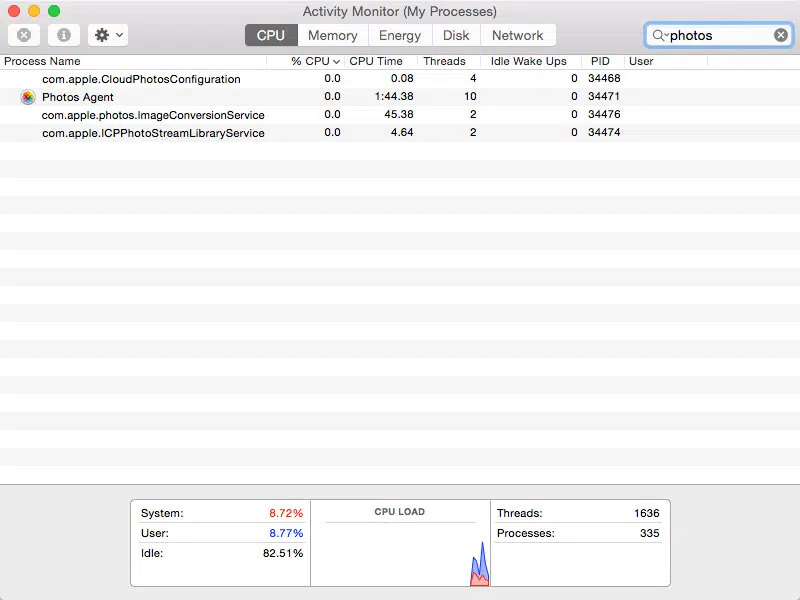 Activity Monitor (My Processes)
CPU Memory Energy Disk Network photos
Process Name % CPU CPU Time Threads Idle Wake Ups PID User
com.apple.CloudPhotosConfiguration 0.0 0.08 4 0 34468
Photos Agent 0.0 1:44.38 10 0 34471
com.apple.photos.ImageConversionService 0.0 45.38 2 0 34476
com.apple.ICPPhotoStreamLibraryService 0.0 4.64 2 0 34474
System: 8.72% CPU LOAD Threads: 1636
User: 8.77% Processes: 335
Idle: 82.51%